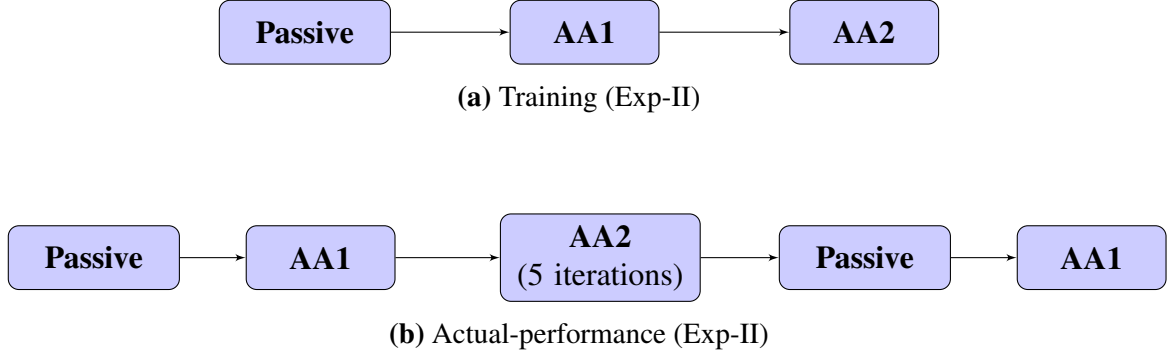 Passive AA1 AA2
(a) Training (Exp-II)
Passive AA1 AA2 Passive AA1
(5 iterations)
(b) Actual-performance (Exp-II)